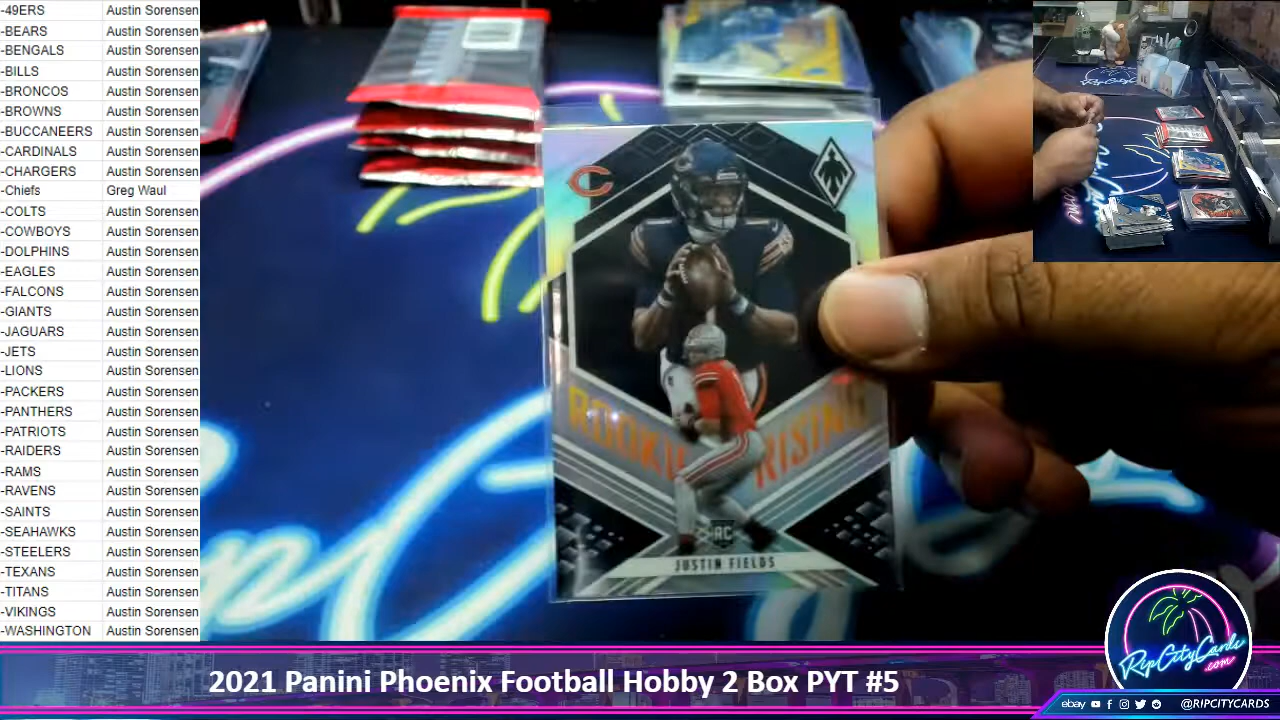 -49ERS Austin Sorensen
-BEARS Austin Sorensen
-BENGALS Austin Sorensen
-BILLS Austin Sorensen
-BRONCOS Austin Sorensen
-BROWNS Austin Sorensen
-BUCCANEERS Austin Sorensen
-CARDINALS Austin Sorensen
-CHARGERS Austin Sorensen
-Chiefs Greg Waul
-COLTS Austin Sorensen
-COWBOYS Austin Sorensen
-DOLPHINS Austin Sorensen
-EAGLES Austin Sorensen
-FALCONS Austin Sorensen
-GIANTS Austin Sorensen
-JAGUARS Austin Sorensen
-JETS Austin Sorensen
-LIONS Austin Sorensen
-PACKERS Austin Sorensen
-PANTHERS Austin Sorensen
-PATRIOTS Austin Sorensen
-RAIDERS Austin Sorensen
-RAMS Austin Sorensen
-RAVENS Austin Sorensen
-SAINTS Austin Sorensen
-SEAHAWKS Austin Sorensen
-STEELERS Austin Sorensen
-TEXANS Austin Sorensen
-TITANS Austin Sorensen
-VIKINGS Austin Sorensen
-WASHINGTON Austin Sorensen
C
ROOKIE RISING
RC
JUSTIN FIELDS
RipCityCards
.com
2021 Panini Phoenix Football Hobby 2 Box PYT #5
ebay @RIPCITYCARDS